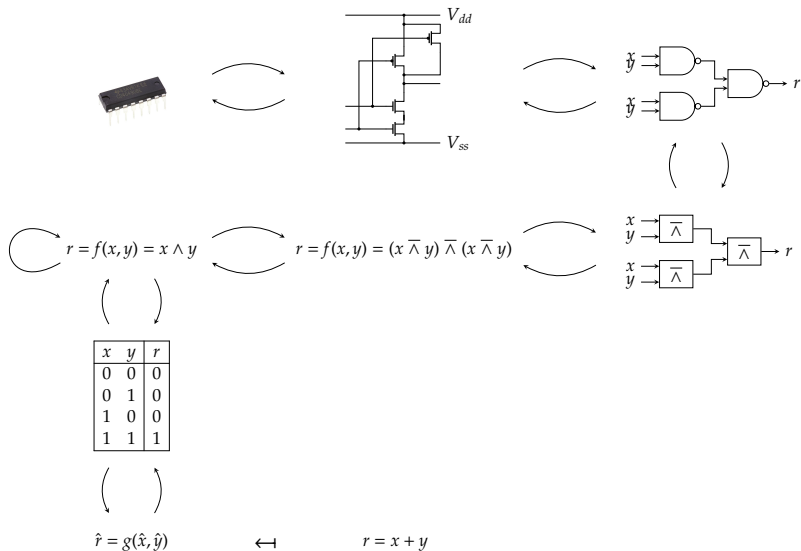 V_dd
x
y
x
y
r
V_ss
x
y
x
y
⊼
⊼
⊼
r
r = f(x, y) = x ∧ y
r = f(x, y) = (x ⊼ y) ⊼ (x ⊼ y)
x y r
0 0 0
0 1 0
1 0 0
1 1 1
r̂ = g(x̂, ŷ) ↤ r = x + y